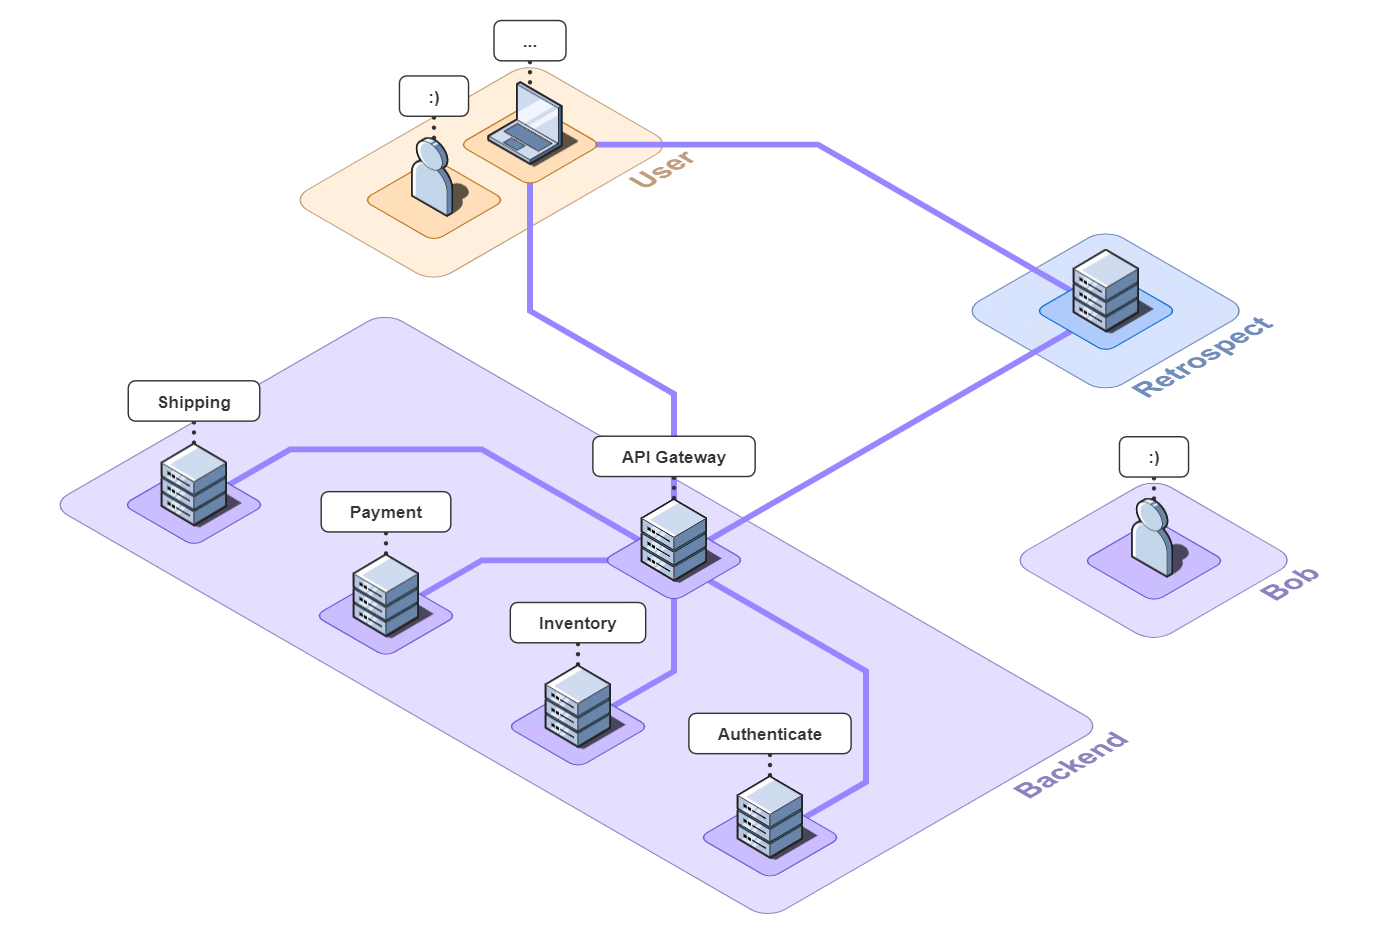 ...
:)
User
Retrospect
Shipping
API Gateway
:)
Payment
Bob
Inventory
Authenticate
Backend